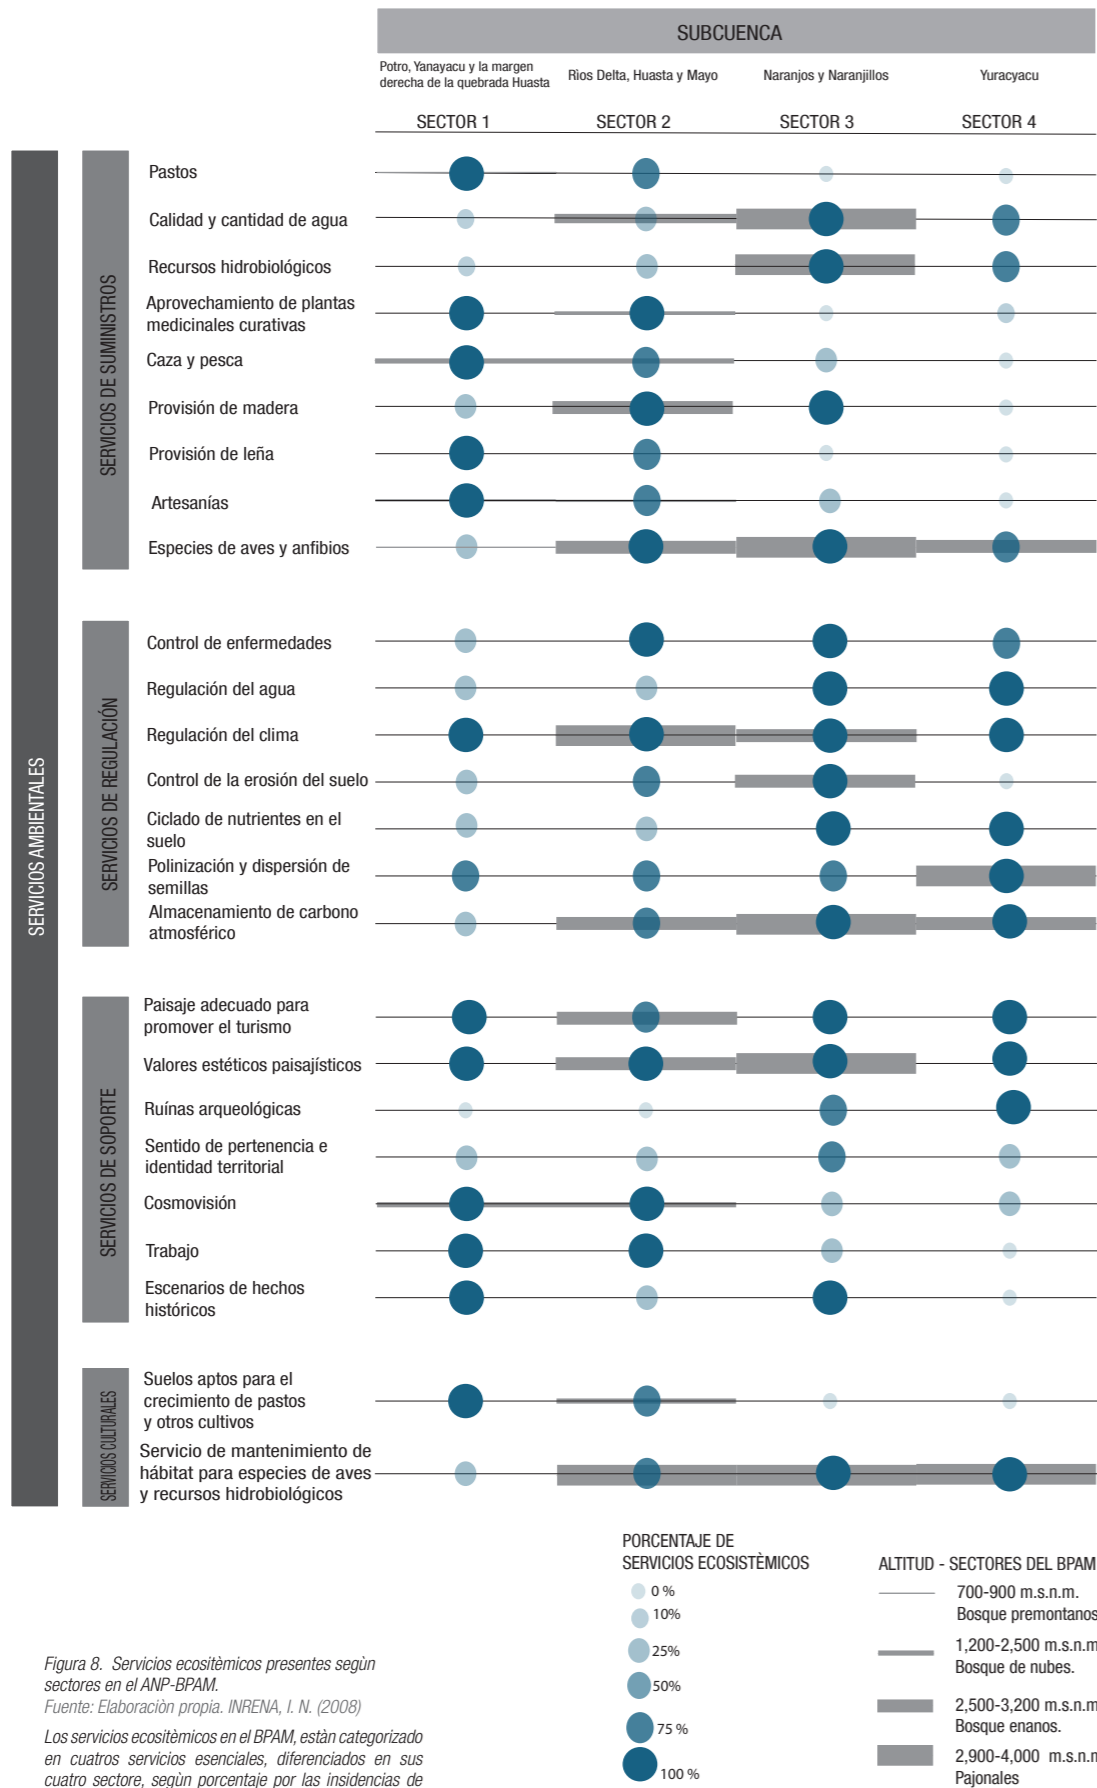 SUBCUENCA
Potro, Yanayacu y la margen
derecha de la quebrada Huasta
Rìos Delta, Huasta y Mayo
Naranjos y Naranjillos
Yuracyacu
SECTOR 1
SECTOR 2
SECTOR 3
SECTOR 4
SERVICIOS AMBIENTALES
SERVICIOS DE SUMINISTROS
Pastos
Calidad y cantidad de agua
Recursos hidrobiológicos
Aprovechamiento de plantas
medicinales curativas
Caza y pesca
Provisión de madera
Provisión de leña
Artesanías
Especies de aves y anfibios
SERVICIOS DE REGULACIÓN
Control de enfermedades
Regulación del agua
Regulación del clima
Control de la erosión del suelo
Ciclado de nutrientes en el
suelo
Polinización y dispersión de
semillas
Almacenamiento de carbono
atmosférico
SERVICIOS DE SOPORTE
Paisaje adecuado para
promover el turismo
Valores estéticos paisajísticos
Ruínas arqueológicas
Sentido de pertenencia e
identidad territorial
Cosmovisión
Trabajo
Escenarios de hechos
históricos
SERVICIOS CULTURALES
Suelos aptos para el
crecimiento de pastos
y otros cultivos
Servicio de mantenimiento de
hábitat para especies de aves
y recursos hidrobiológicos
PORCENTAJE DE
SERVICIOS ECOSISTÈMICOS
0 %
10%
25%
50%
75 %
100 %
ALTITUD - SECTORES DEL BPAM
700-900 m.s.n.m.
Bosque premontanos
1,200-2,500 m.s.n.m
Bosque de nubes.
2,500-3,200 m.s.n.m
Bosque enanos.
2,900-4,000 m.s.n.m
Pajonales
Figura 8. Servicios ecositèmicos presentes segùn
sectores en el ANP-BPAM.
Fuente: Elaboraciòn propia. INRENA, I. N. (2008)
Los servicios ecositèmicos en el BPAM, estàn categorizado
en cuatros servicios esenciales, diferenciados en sus
cuatro sectore, segùn porcentaje por las insidencias de